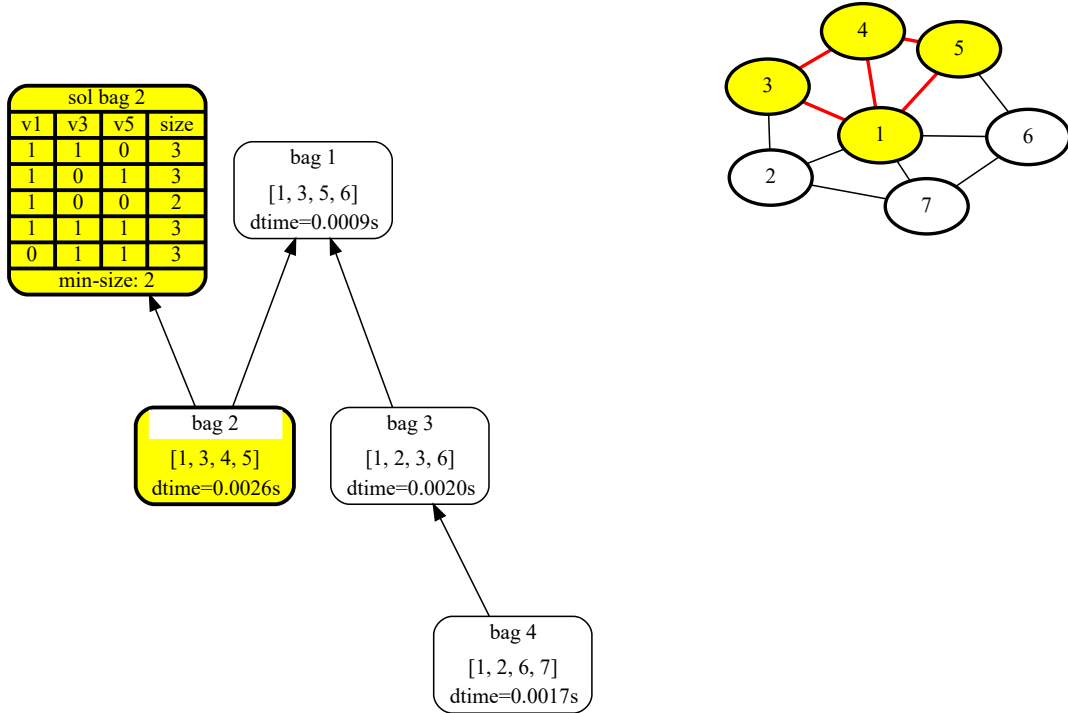 sol bag 2
v1 v3 v5 size
1 1 0 3
1 0 1 3
1 0 0 2
1 1 1 3
0 1 1 3
min-size: 2
bag 1
[1, 3, 5, 6]
dtime=0.0009s
bag 2
[1, 3, 4, 5]
dtime=0.0026s
bag 3
[1, 2, 3, 6]
dtime=0.0020s
bag 4
[1, 2, 6, 7]
dtime=0.0017s
4
5
3
1
6
2
7